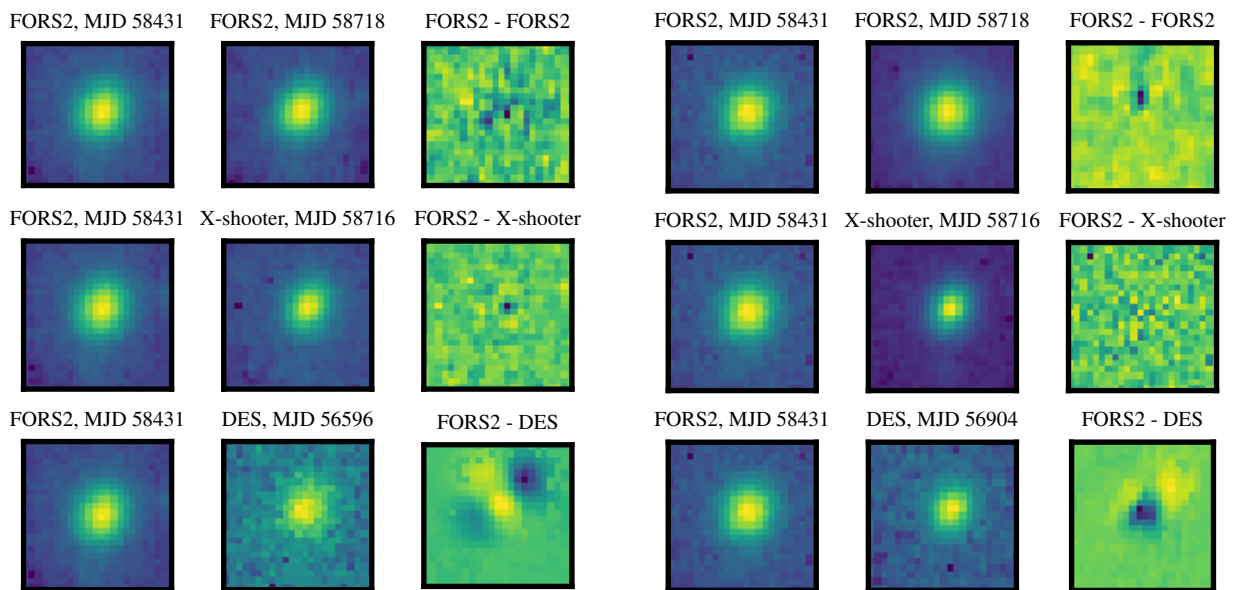 FORS2, MJD 58431 FORS2, MJD 58718 FORS2 - FORS2 FORS2, MJD 58431 FORS2, MJD 58718 FORS2 - FORS2
FORS2, MJD 58431 X-shooter, MJD 58716 FORS2 - X-shooter FORS2, MJD 58431 X-shooter, MJD 58716 FORS2 - X-shooter
FORS2, MJD 58431 DES, MJD 56596 FORS2 - DES FORS2, MJD 58431 DES, MJD 56904 FORS2 - DES